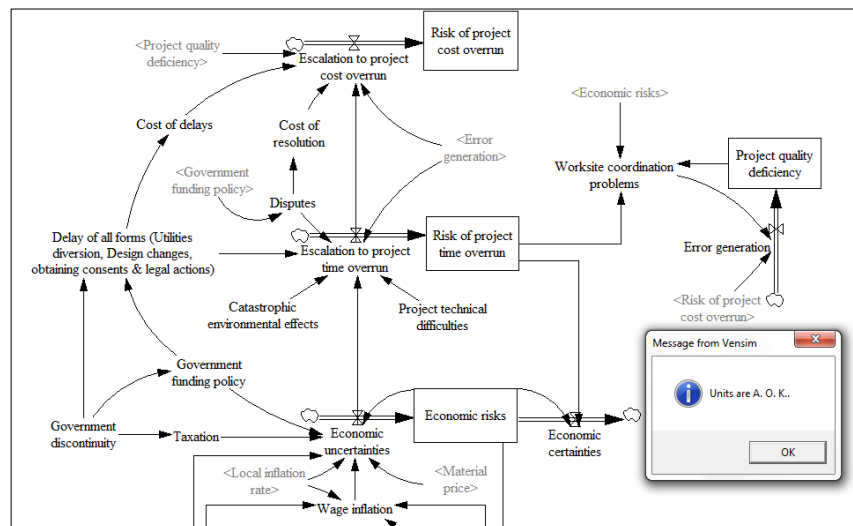 <Project quality
deficiency>
Escalation to project
cost overrun
Risk of project
cost overrun
Cost of delays
Cost of
resolution
<Error
generation>
<Economic risks>
Worksite coordination
problems
Project quality
deficiency
<Government
funding policy>
Disputes
Delay of all forms (Utilities
diversion, Design changes,
obtaining consents & legal actions)
Escalation to project
time overrun
Risk of project
time overrun
Error generation
Catastrophic
environmental effects
Project technical
difficulties
<Risk of project
cost overrun>
Message from Vensim
Units are A. O. K..
OK
Government
funding policy
Government
discontinuity
Taxation
Economic
uncertainties
Economic risks
Economic
certainties
<Local inflation
rate>
<Material
price>
Wage inflation